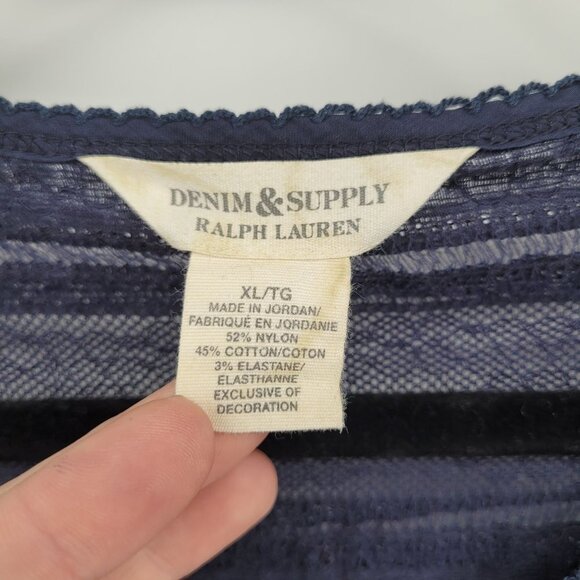 DENIM & SUPPLY
RALPH LAUREN
XL/TG
MADE IN JORDAN/
FABRIQUÉ EN JORDANIE
52% NYLON
45% COTTON/COTON
3% ELASTANE/
ELASTHANNE
EXCLUSIVE OF
DECORATION